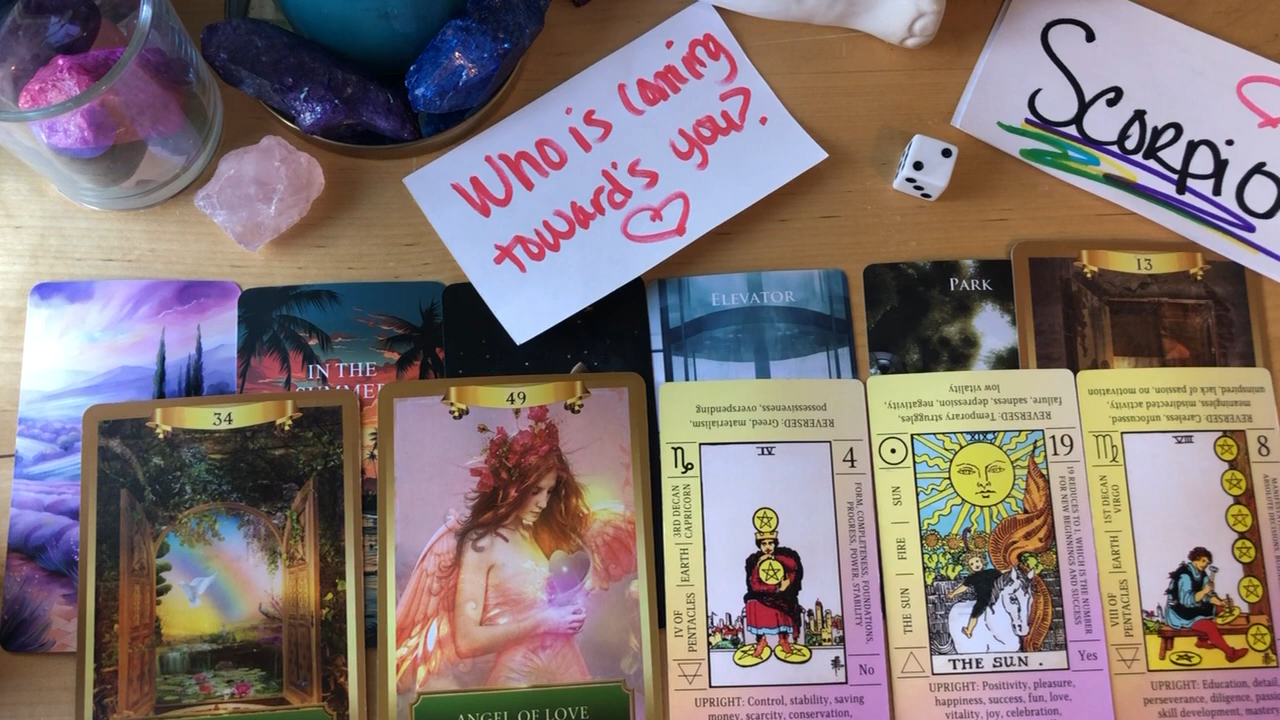 Who is Coming
toward's you?
Scorpio
IN THE
SUMMER
ELEVATOR
PARK
13
34
49
ANGEL OF LOVE
REVERSED: Greed, materialism,
possessiveness, overspending
IV
4
3RD DECAN
CAPRICORN
EARTH
IV OF
PENTACLES
FORM, COMPLETENESS, FOUNDATIONS,
PROGRESS, POWER, STABILITY
No
UPRIGHT: Control, stability, saving
money, scarcity, conservation,
REVERSED: Temporary struggles,
failure, sadness, depression, negativity,
low vitality
XIX
19
SUN
FIRE
THE SUN
19 REDUCES TO 1, WHICH IS THE NUMBER
FOR NEW BEGINNINGS AND SUCCESS
Yes
THE SUN.
UPRIGHT: Positivity, pleasure,
happiness, success, fun, love,
vitality, joy, celebration,
REVERSED: Careless, unfocussed,
meaningless, misdirected activity,
uninspired, lack of passion, no motivation
VIII
8
1ST DECAN
VIRGO
EARTH
VIII OF
PENTACLES
UPRIGHT: Education, detail,
perseverance, diligence,
skill development,